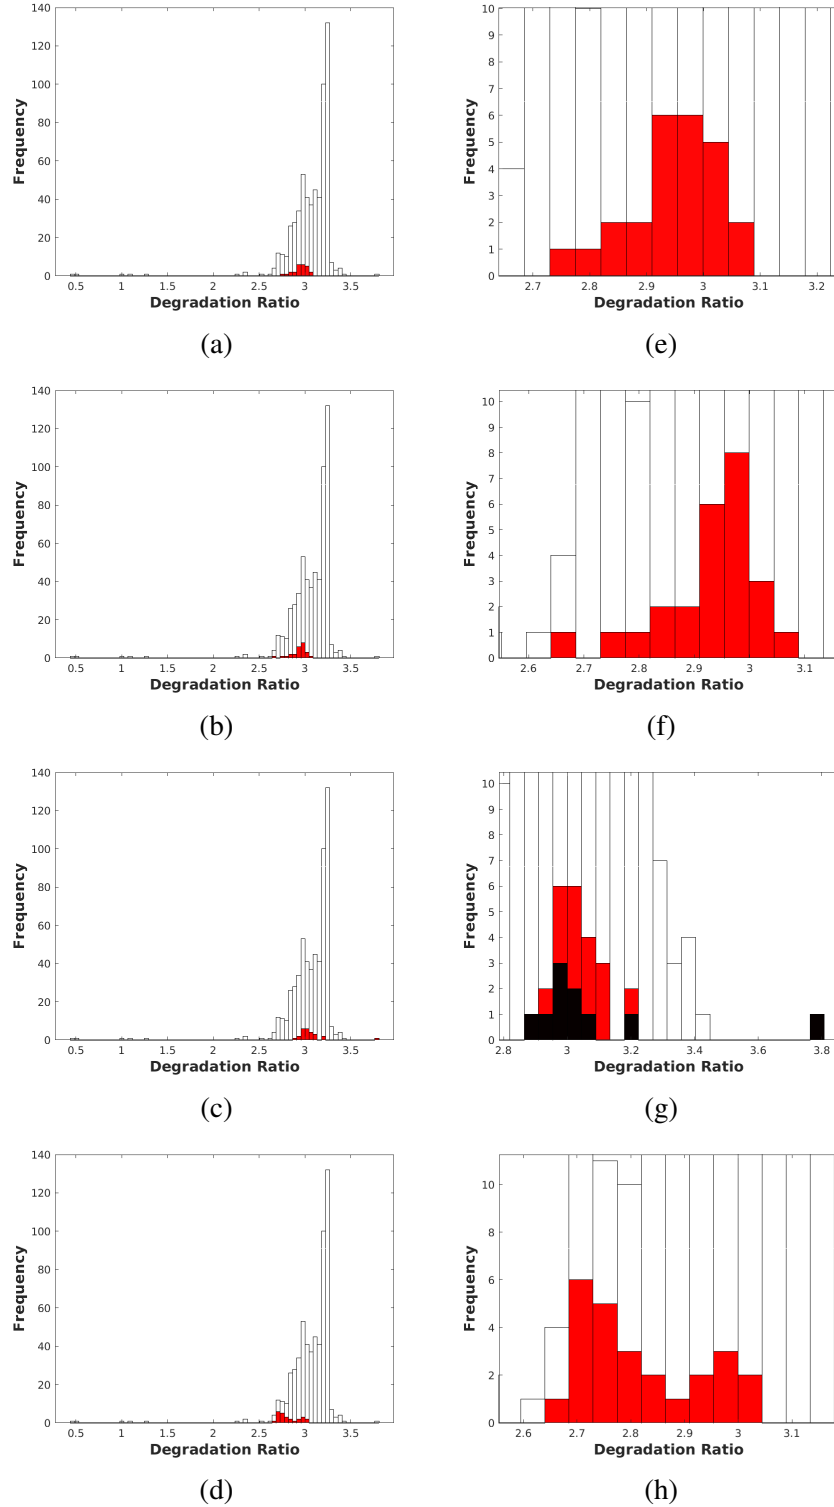 140
120
100
80
60
40
20
0
Frequency
0.5 1 1.5 2 2.5 3 3.5
Degradation Ratio
(a)
10
9
8
7
6
5
4
3
2
1
0
Frequency
2.7 2.8 2.9 3 3.1 3.2
Degradation Ratio
(e)
140
120
100
80
60
40
20
0
Frequency
0.5 1 1.5 2 2.5 3 3.5
Degradation Ratio
(b)
10
9
8
7
6
5
4
3
2
1
0
Frequency
2.6 2.7 2.8 2.9 3 3.1
Degradation Ratio
(f)
140
120
100
80
60
40
20
0
Frequency
0.5 1 1.5 2 2.5 3 3.5
Degradation Ratio
(c)
10
9
8
7
6
5
4
3
2
1
0
Frequency
2.8 3 3.2 3.4 3.6 3.8
Degradation Ratio
(g)
140
120
100
80
60
40
20
0
Frequency
0.5 1 1.5 2 2.5 3 3.5
Degradation Ratio
(d)
10
8
6
4
2
0
Frequency
2.6 2.7 2.8 2.9 3 3.1
Degradation Ratio
(h)